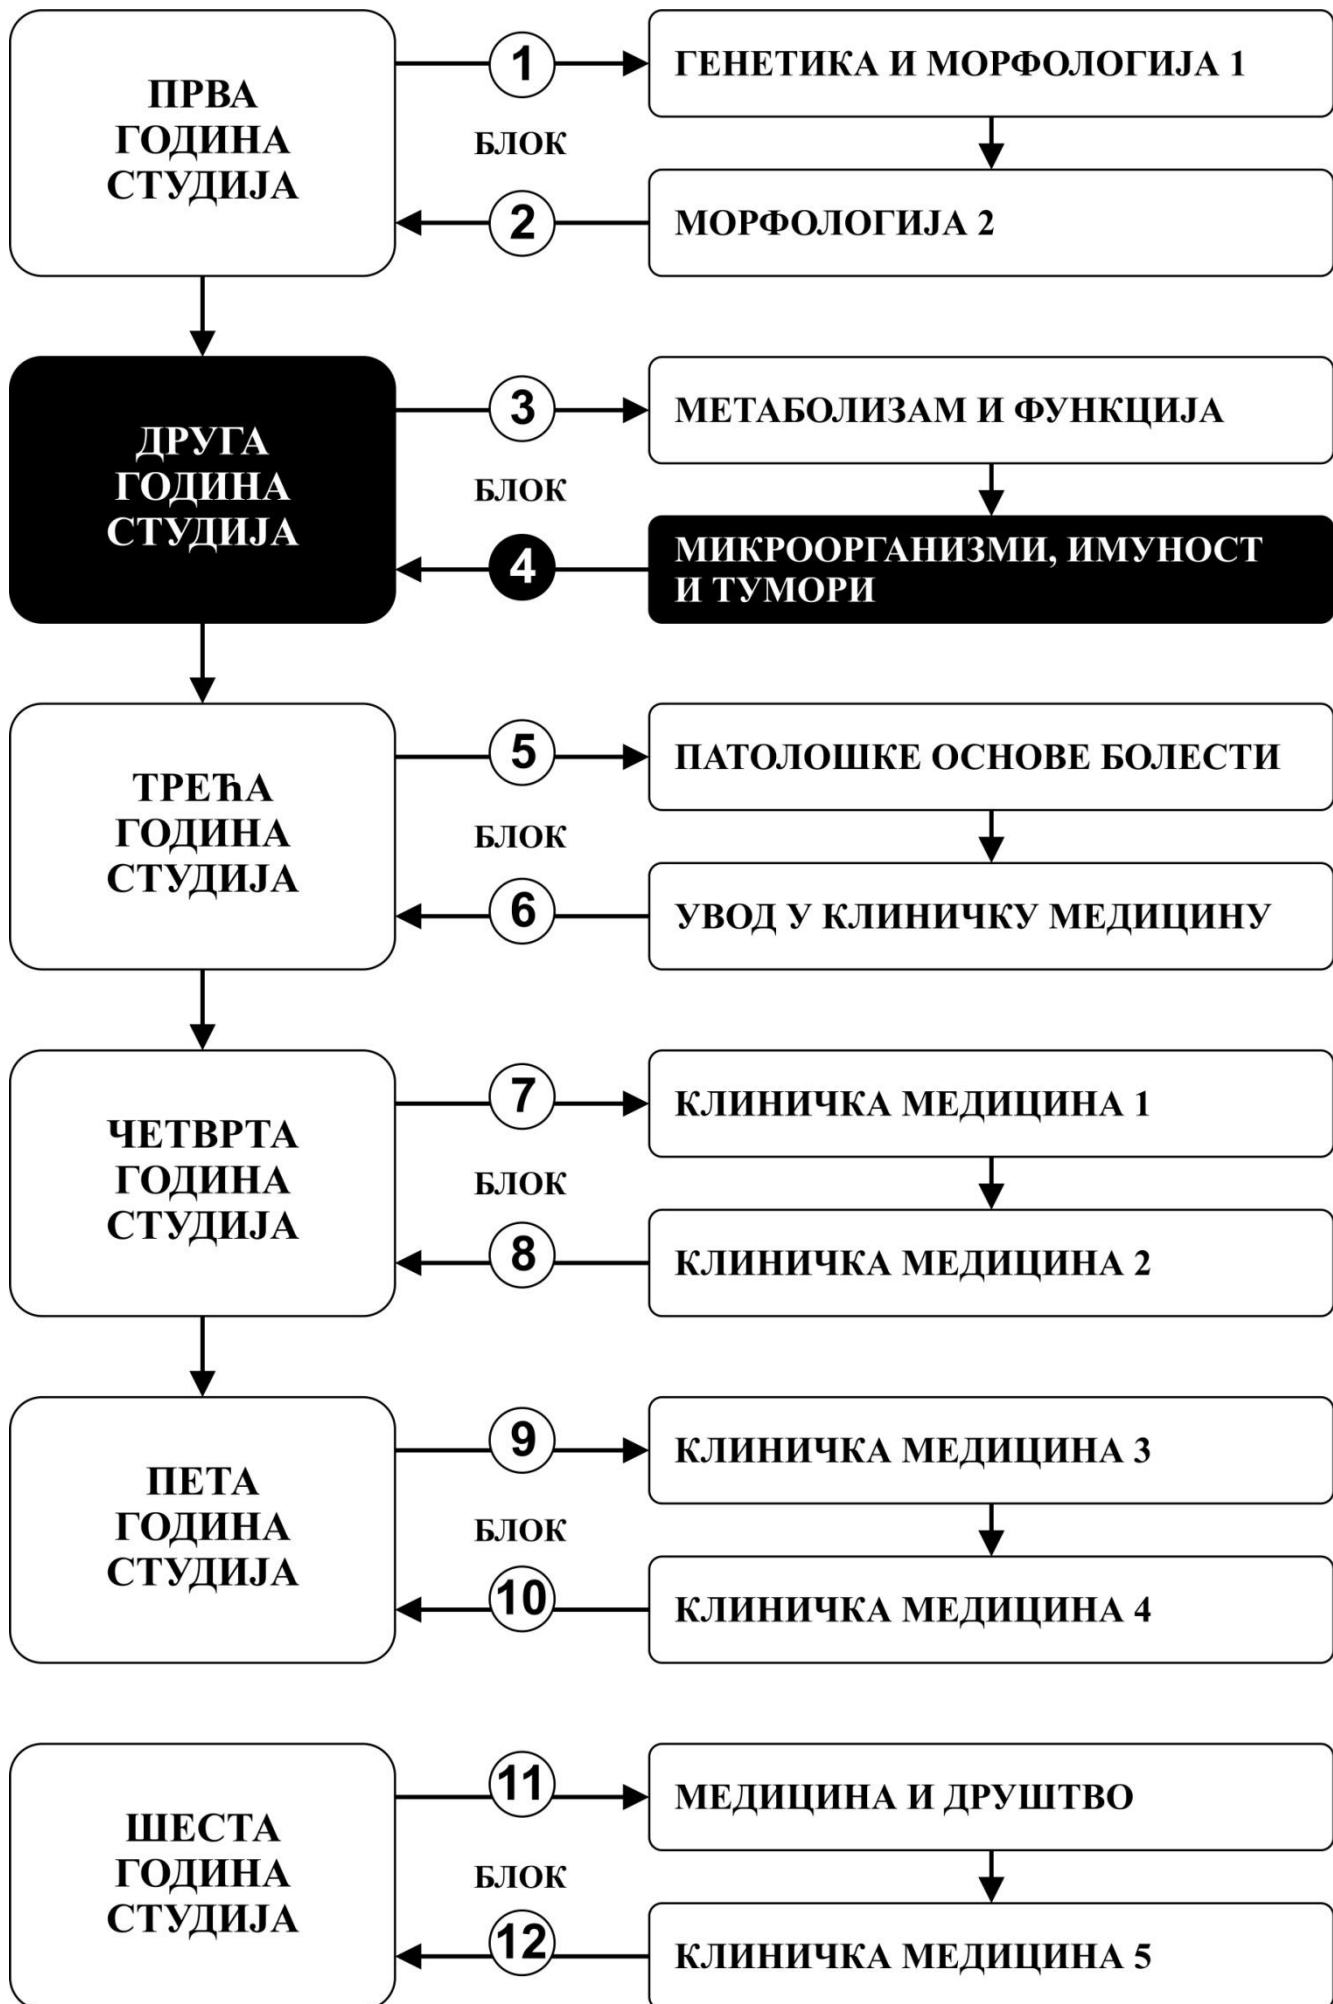 ПРВА
ГОДИНА
СТУДИЈА
1
БЛОК
2
ГЕНЕТИКА И МОРФОЛОГИЈА 1
МОРФОЛОГИЈА 2
ДРУГА
ГОДИНА
СТУДИЈА
3
БЛОК
4
МЕТАБОЛИЗАМ И ФУНКЦИЈА
МИКРООРГАНИЗМИ, ИМУНОСТ
И ТУМОРИ
ТРЕЋА
ГОДИНА
СТУДИЈА
5
БЛОК
6
ПАТОЛОШКЕ ОСНОВЕ БОЛЕСТИ
УВОД У КЛИНИЧКУ МЕДИЦИНУ
ЧЕТВРТА
ГОДИНА
СТУДИЈА
7
БЛОК
8
КЛИНИЧКА МЕДИЦИНА 1
КЛИНИЧКА МЕДИЦИНА 2
ПЕТА
ГОДИНА
СТУДИЈА
9
БЛОК
10
КЛИНИЧКА МЕДИЦИНА 3
КЛИНИЧКА МЕДИЦИНА 4
ШЕСТА
ГОДИНА
СТУДИЈА
11
БЛОК
12
МЕДИЦИНА И ДРУШТВО
КЛИНИЧКА МЕДИЦИНА 5